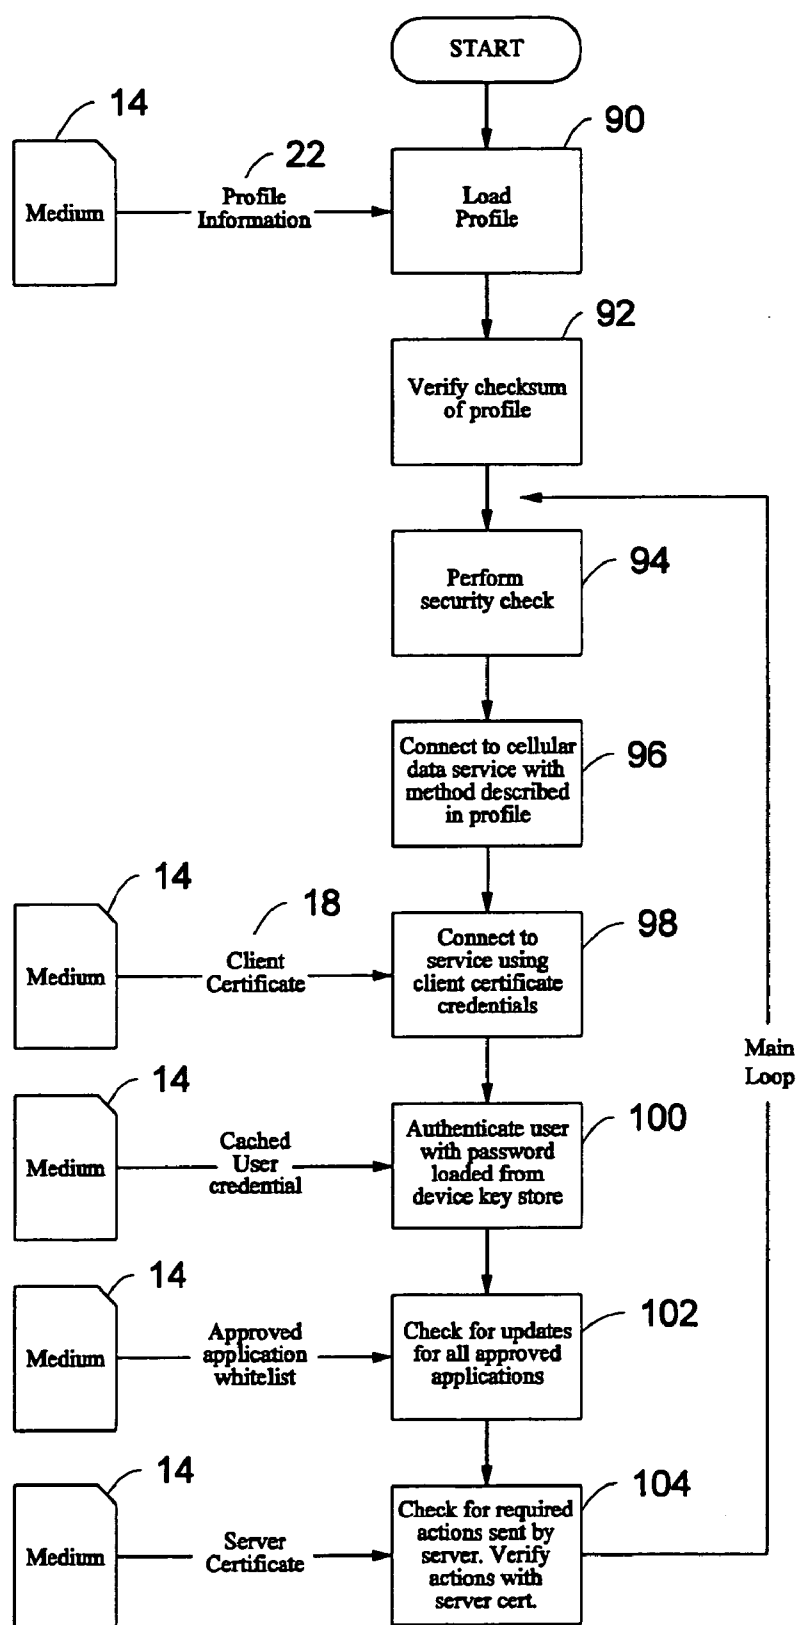 START
14
22
90
Medium
Profile
Information
Load
Profile
92
Verify checksum
of profile
94
Perform
security check
96
Connect to cellular
data service with
method described
in profile
14
18
98
Medium
Client
Certificate
Connect to
service using
client certificate
credentials
Main
Loop
14
100
Medium
Cached
User
credential
Authenticate user
with password
loaded from
device key store
14
102
Medium
Approved
application
whitelist
Check for updates
for all approved
applications
14
104
Medium
Server
Certificate
Check for required
actions sent by
server. Verify
actions with
server cert.